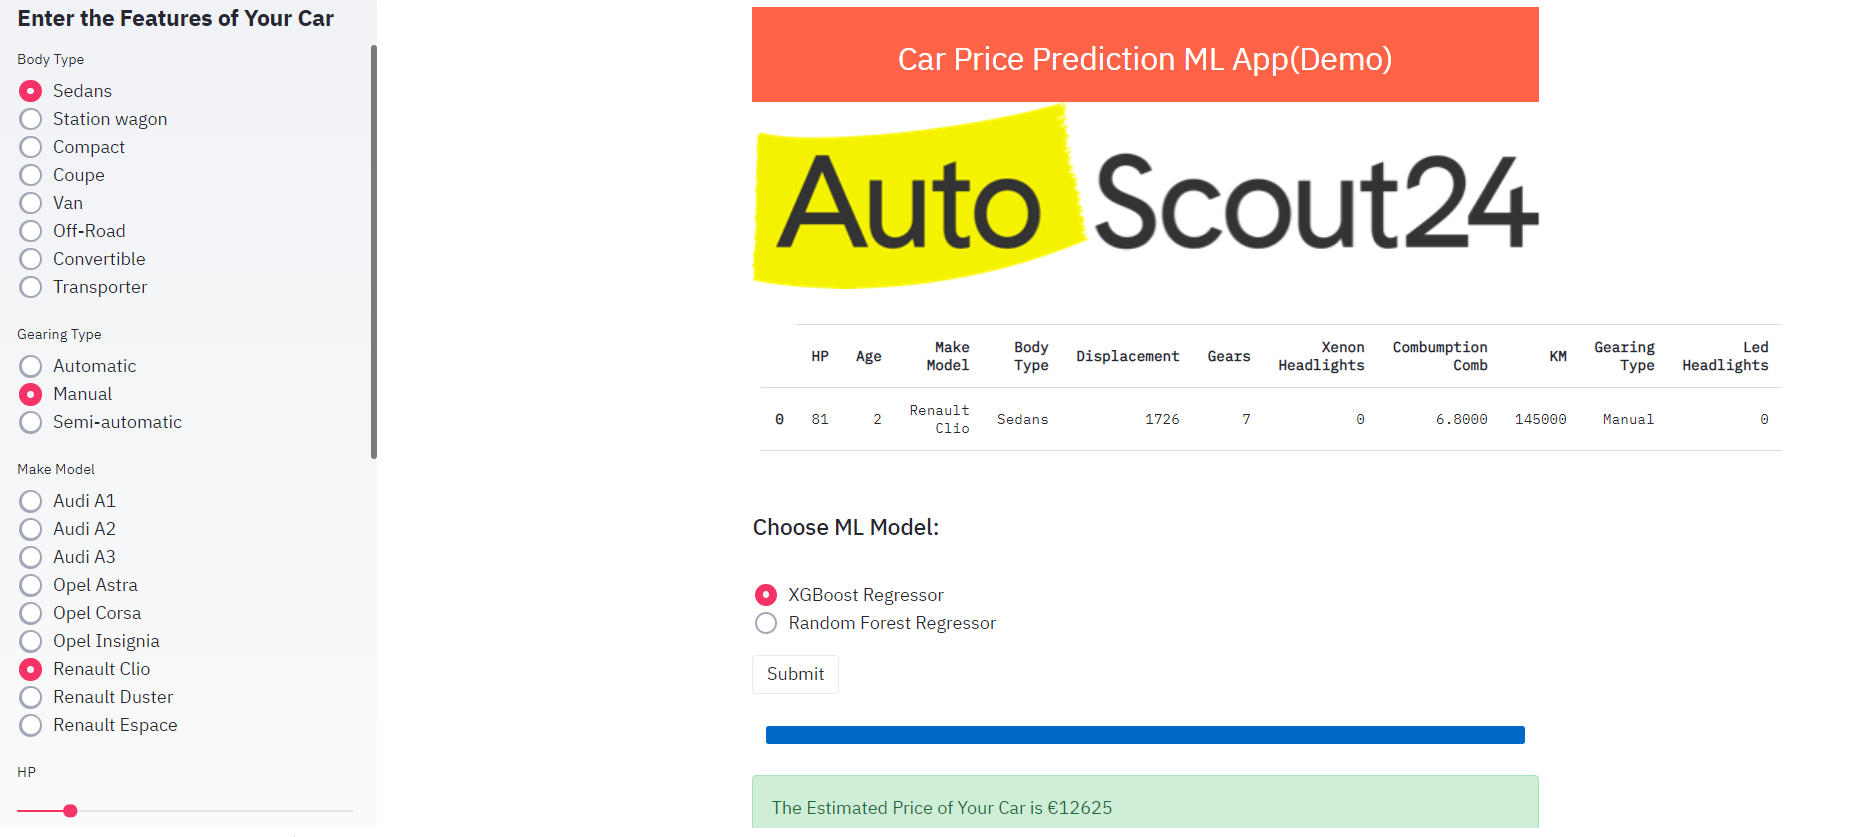 Enter the Features of Your Car
Body Type
Sedans
Station wagon
Compact
Coupe
Van
Off-Road
Convertible
Transporter
Gearing Type
Automatic
Manual
Semi-automatic
Make Model
Audi A1
Audi A2
Audi A3
Opel Astra
Opel Corsa
Opel Insignia
Renault Clio
Renault Duster
Renault Espace
HP
Car Price Prediction ML App(Demo)
Auto Scout24
HP Age Make Model Body Type Displacement Gears Xenon Headlights Combumption Comb KM Gearing Type Led Headlights
0 81 2 Renault Clio Sedans 1726 7 0 6.8000 145000 Manual 0
Choose ML Model:
XGBoost Regressor
Random Forest Regressor
Submit
The Estimated Price of Your Car is €12625